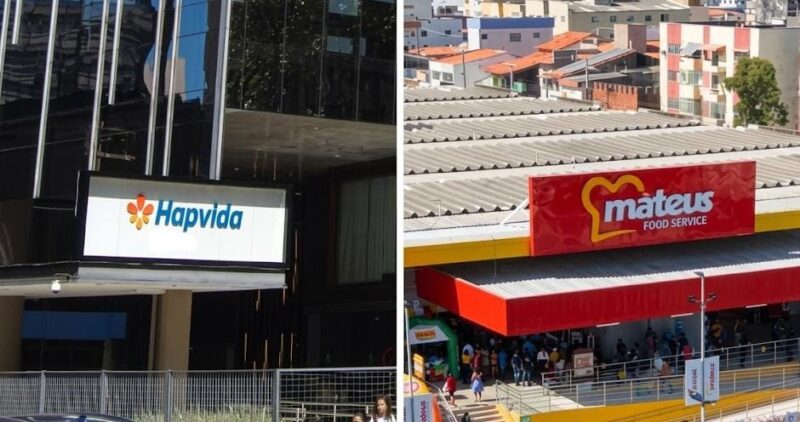 Hapvida
mateus
FOOD SERVICE